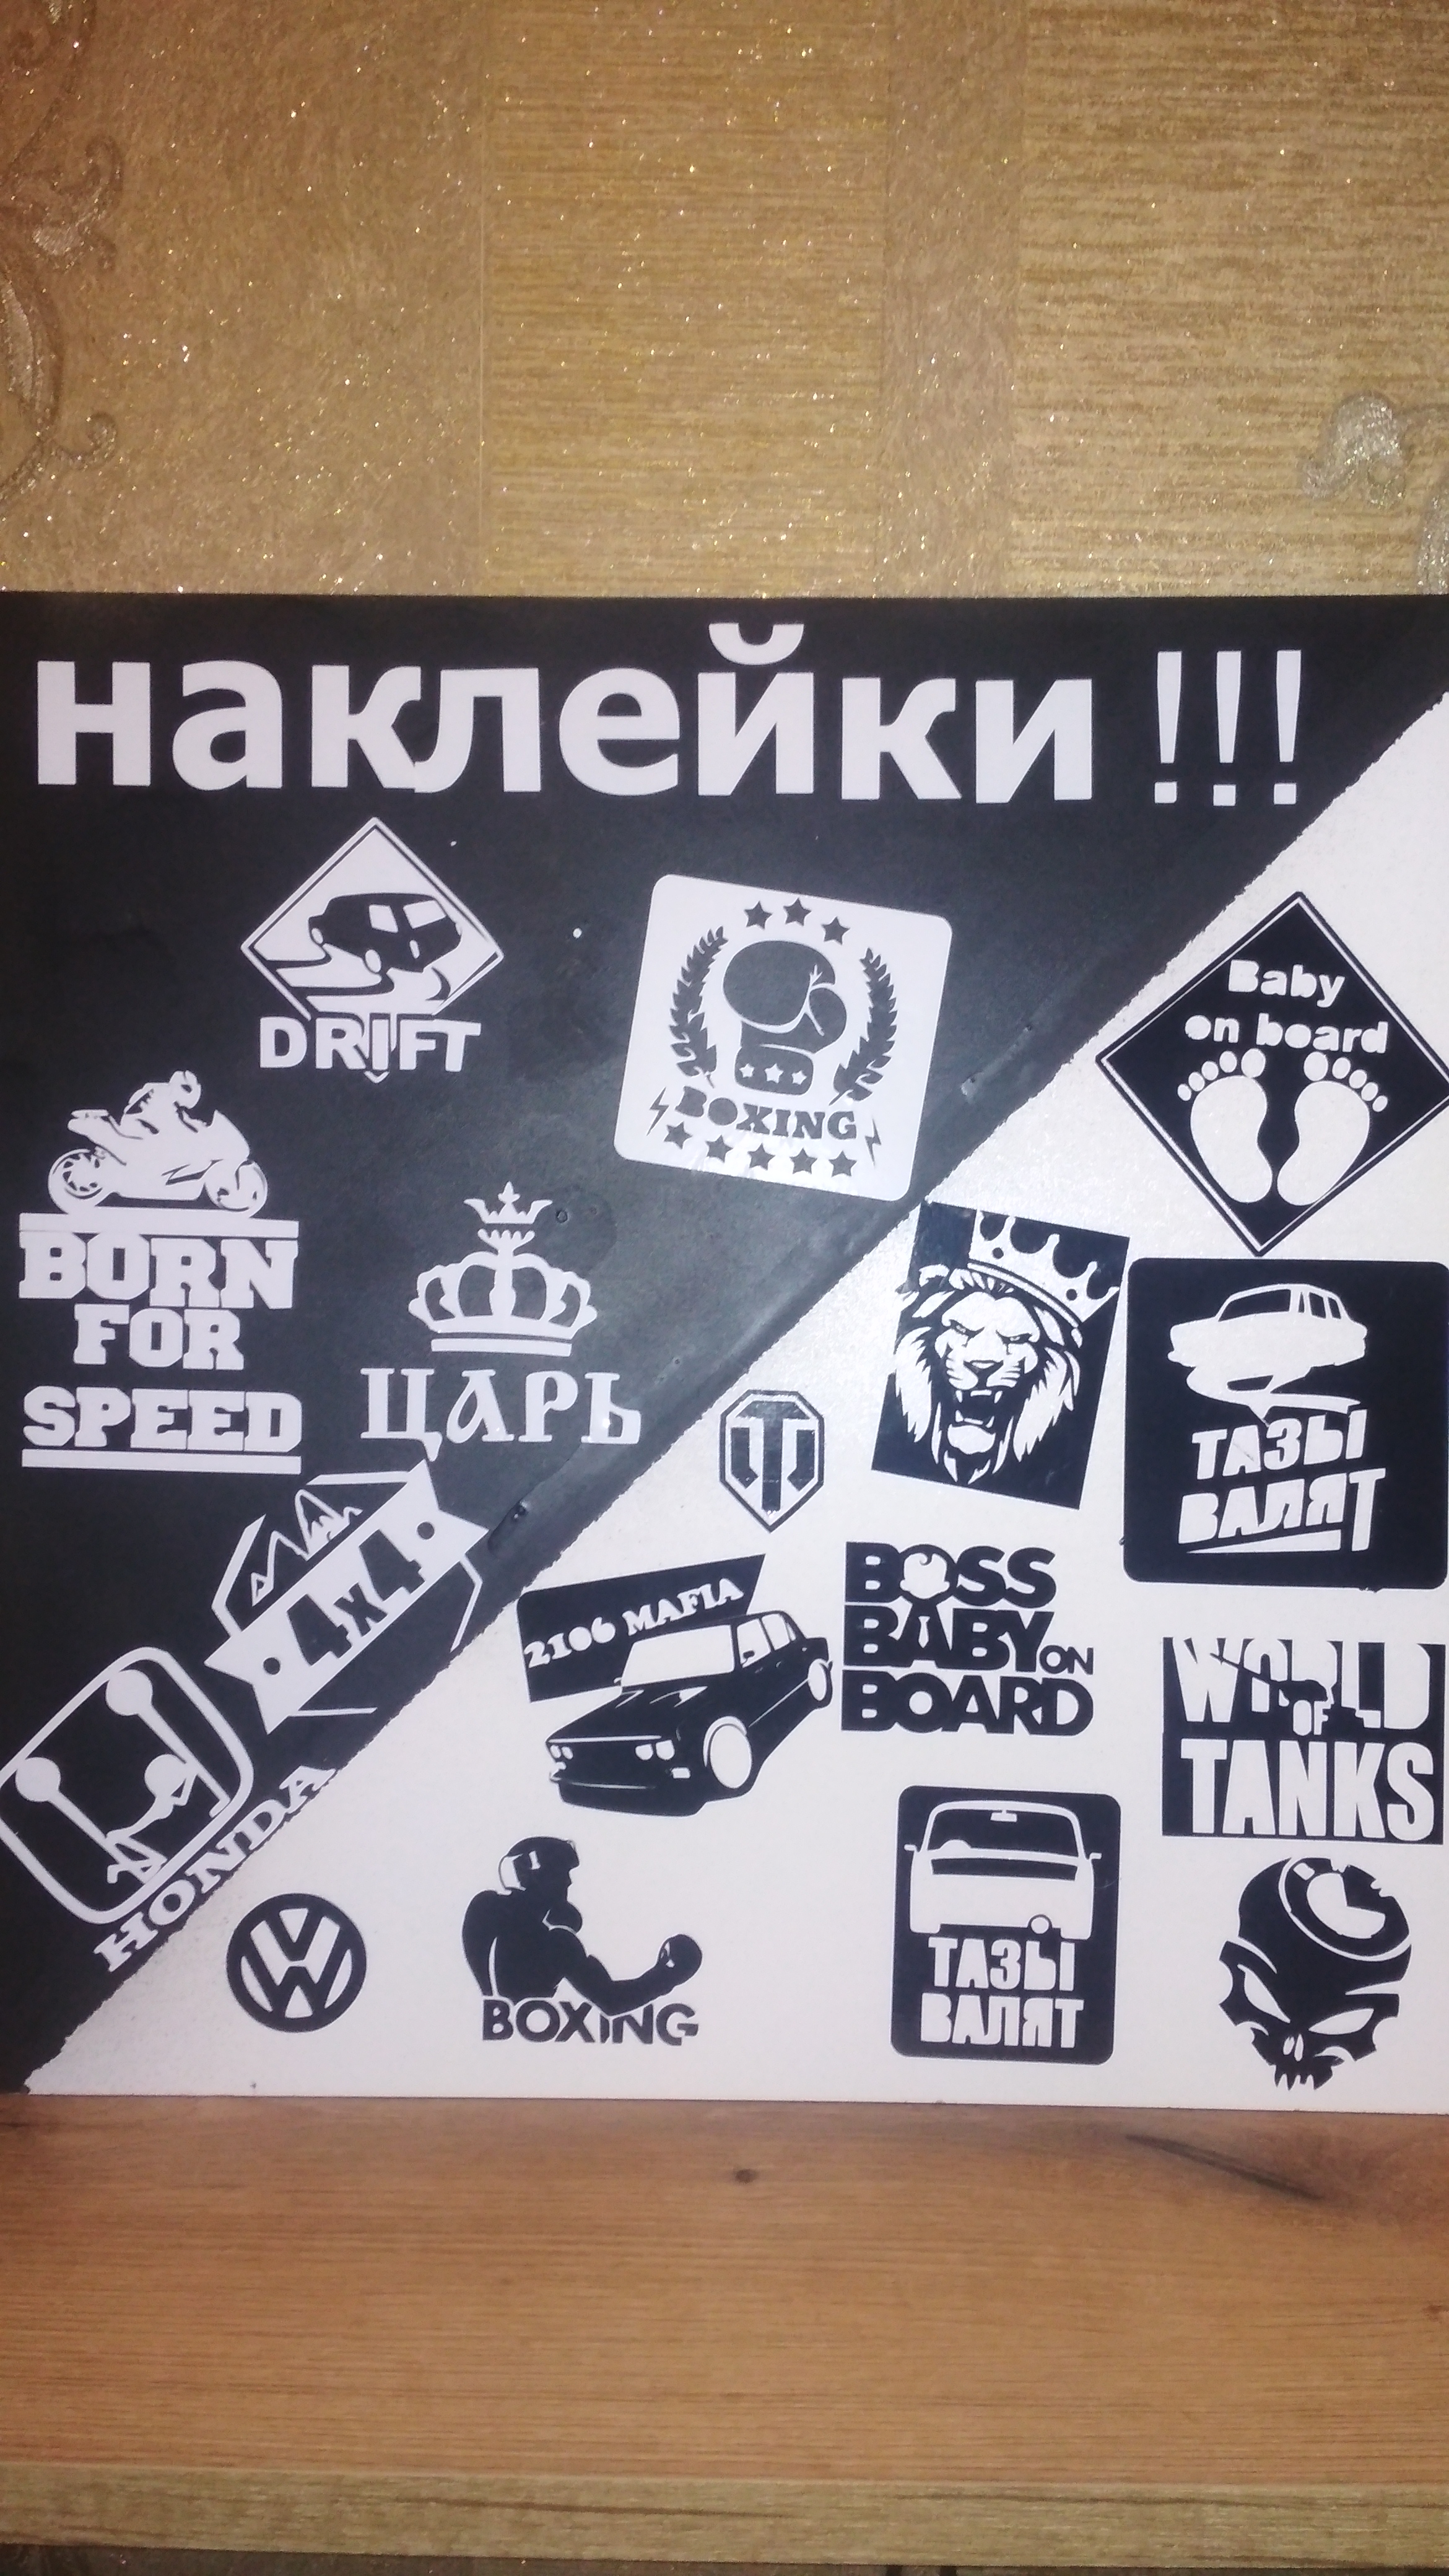 наклейки!!!
DRIFT
BOXING
Baby
on board
BORN
FOR
SPEED
ЦАРЬ
ТАЗЫ
ВАЛЯТ
4x4
2106 MAFIA
BOSS
BABY ON
BOARD
WORLD
OF
TANKS
HONDA
BOXING
ТАЗЫ
ВАЛЯТ